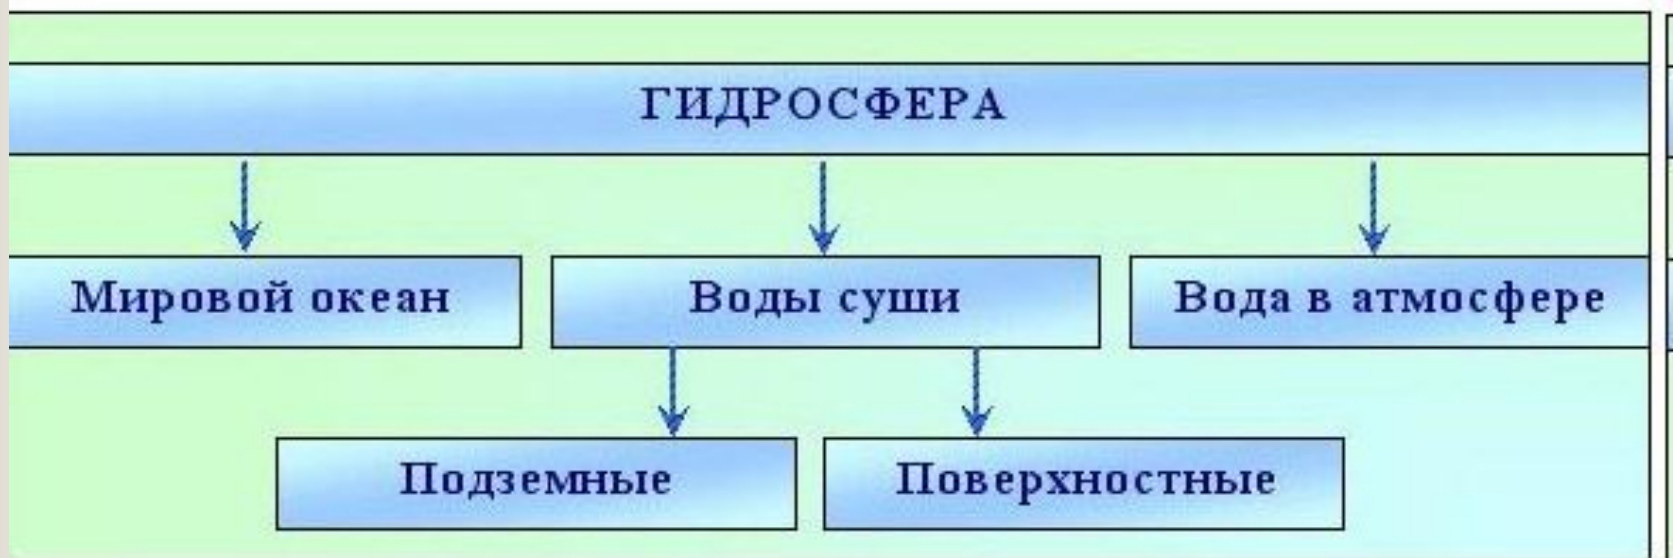 ГИДРОСФЕРА
Мировой океан
Воды суши
Вода в атмосфере
Подземные
Поверхностные